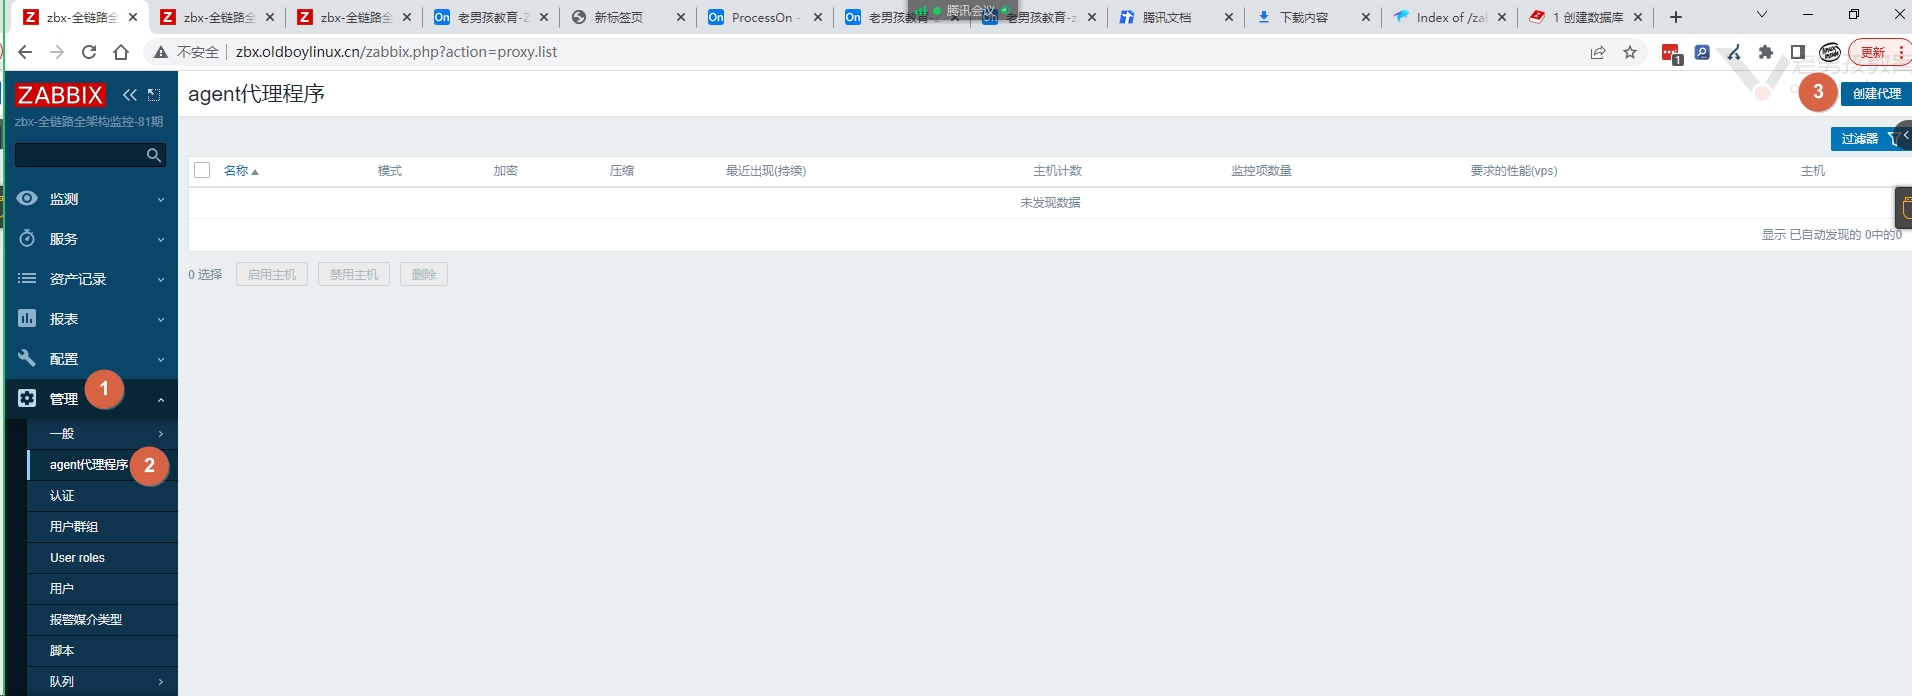 zbx-全链路全
zbx-全链路全
zbx-全链路全
老男孩教育-Z
新标签页
ProcessOn -
老男孩教育-z
腾讯会议
老男孩教育-z
腾讯文档
下载内容
Index of /zal
1 创建数据库
不安全
zbx.oldboylinux.cn/zabbix.php?action=proxy.list
1
更新
ZABBIX
zbx-全链路全架构监控-81期
agent代理程序
老男孩教育
3
创建代理
过滤器
名称
模式
加密
压缩
最近出现(持续)
主机计数
监控项数量
要求的性能(vps)
主机
未发现数据
显示 已自动发现的 0中的0
0 选择
启用主机
禁用主机
删除
监测
服务
资产记录
报表
配置
管理
1
一般
agent代理程序
2
认证
用户群组
User roles
用户
报警媒介类型
脚本
队列